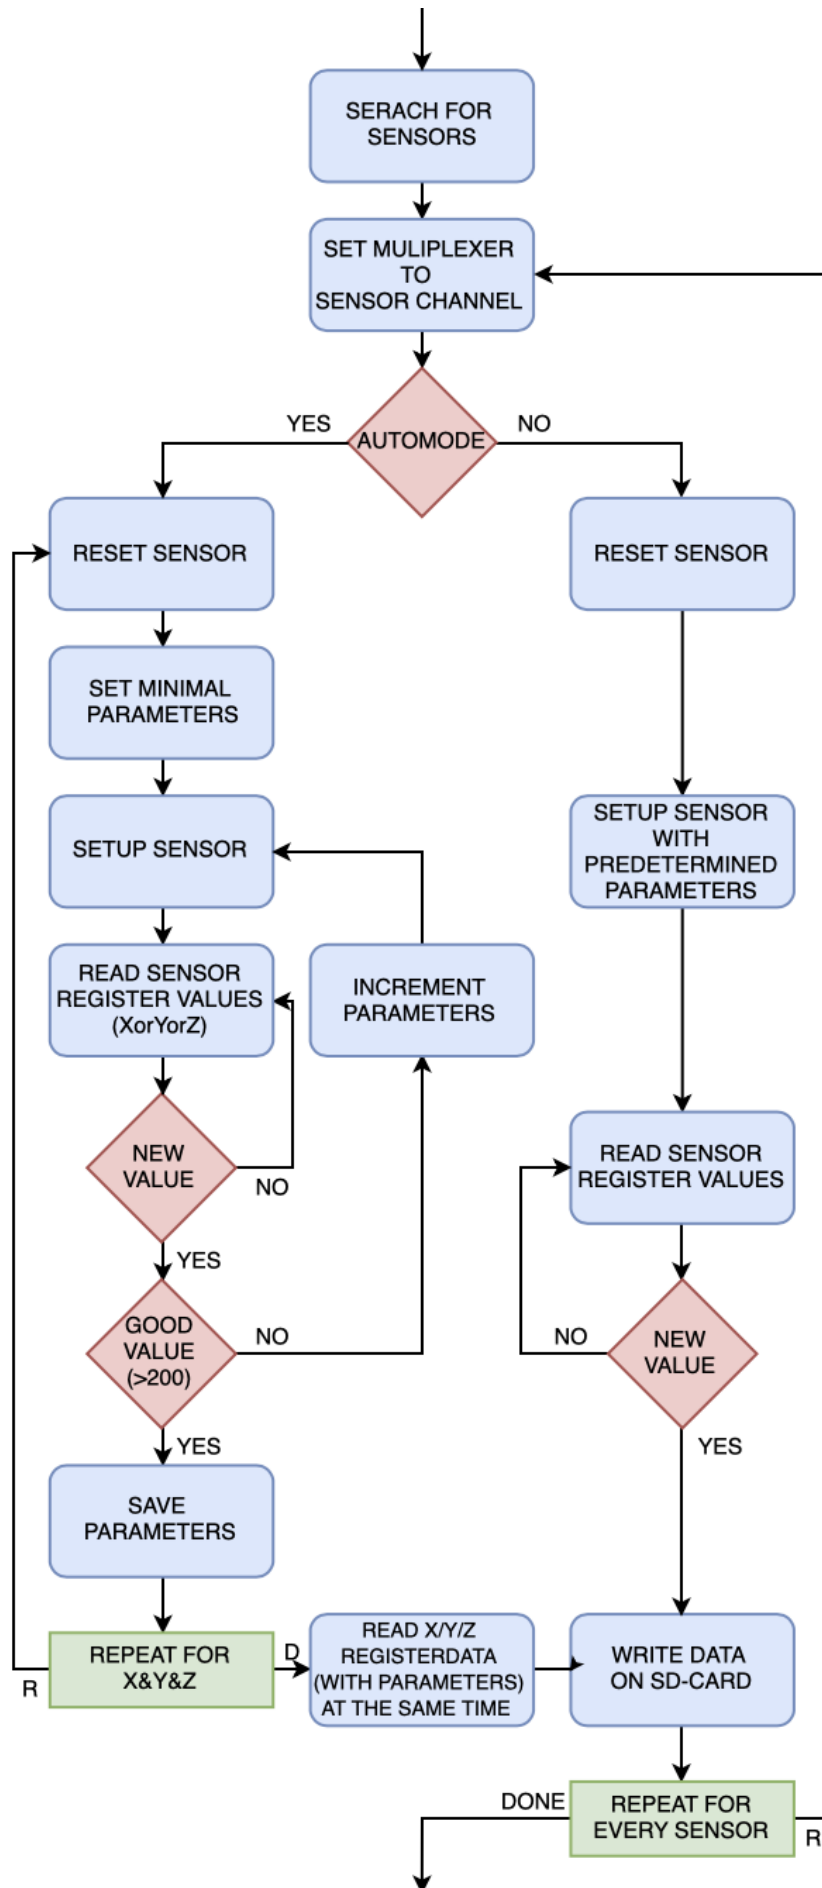 SERACH FOR
SENSORS
SET MULIPLEXER
TO
SENSOR CHANNEL
YES
AUTOMODE
NO
RESET SENSOR
RESET SENSOR
SET MINIMAL
PARAMETERS
SETUP SENSOR
SETUP SENSOR
WITH
PREDETERMINED
PARAMETERS
READ SENSOR
REGISTER VALUES
(XorYorZ)
INCREMENT
PARAMETERS
NEW
VALUE
NO
READ SENSOR
REGISTER VALUES
YES
GOOD
VALUE
(>200)
NO
NO
NEW
VALUE
YES
YES
SAVE
PARAMETERS
REPEAT FOR
X&Y&Z
R
D
READ X/Y/Z
REGISTERDATA
(WITH PARAMETERS)
AT THE SAME TIME
WRITE DATA
ON SD-CARD
DONE
REPEAT FOR
EVERY SENSOR
R